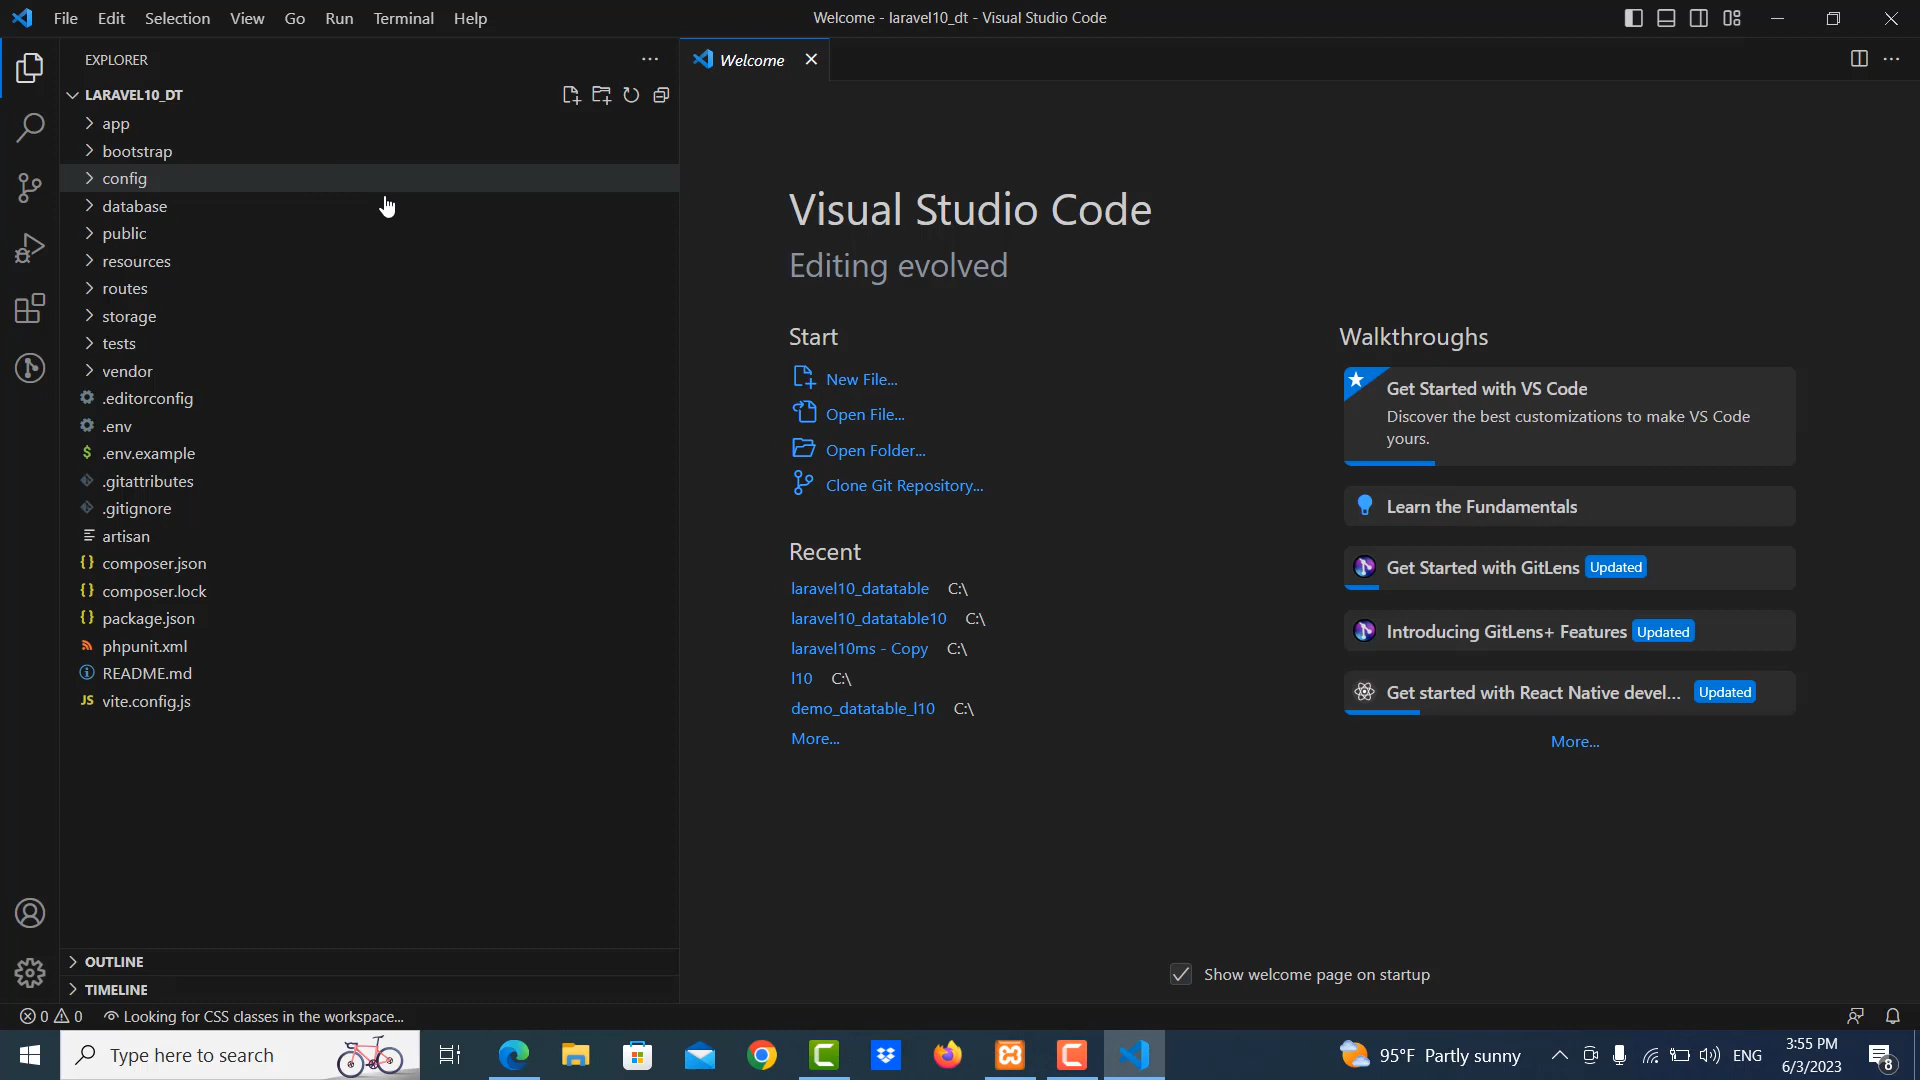 File Edit Selection View Go Run Terminal Help
Welcome - laravel10_dt - Visual Studio Code
EXPLORER
LARAVEL10_DT
app
bootstrap
config
database
public
resources
routes
storage
tests
vendor
.editorconfig
.env
$ .env.example
.gitattributes
.gitignore
artisan
{} composer.json
{} composer.lock
{} package.json
phpunit.xml
README.md
JS vite.config.js
OUTLINE
TIMELINE
Welcome
Visual Studio Code
Editing evolved
Start
New File...
Open File...
Open Folder...
Clone Git Repository...
Recent
laravel10_datatable C:\
laravel10_datatable10 C:\
laravel10ms - Copy C:\
l10 C:\
demo_datatable_l10 C:\
More...
Walkthroughs
Get Started with VS Code
Discover the best customizations to make VS Code
yours.
Learn the Fundamentals
Get Started with GitLens Updated
Introducing GitLens+ Features Updated
Get started with React Native devel... Updated
More...
Show welcome page on startup
0 0 Looking for CSS classes in the workspace...
Type here to search
95°F Partly sunny
ENG
3:55 PM
6/3/2023
8